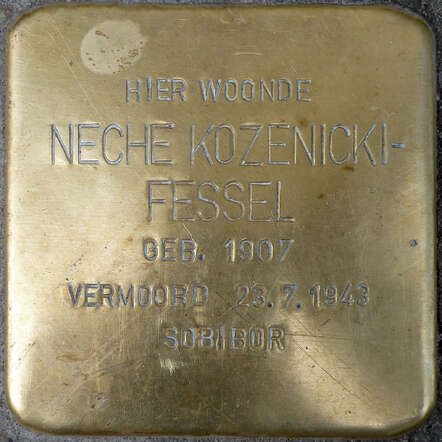 HIER WOONDE
NECHE KOZENICKI-
FESSEL
GEB. 1907
VERMOORD 23.7.1943
SOBIBOR